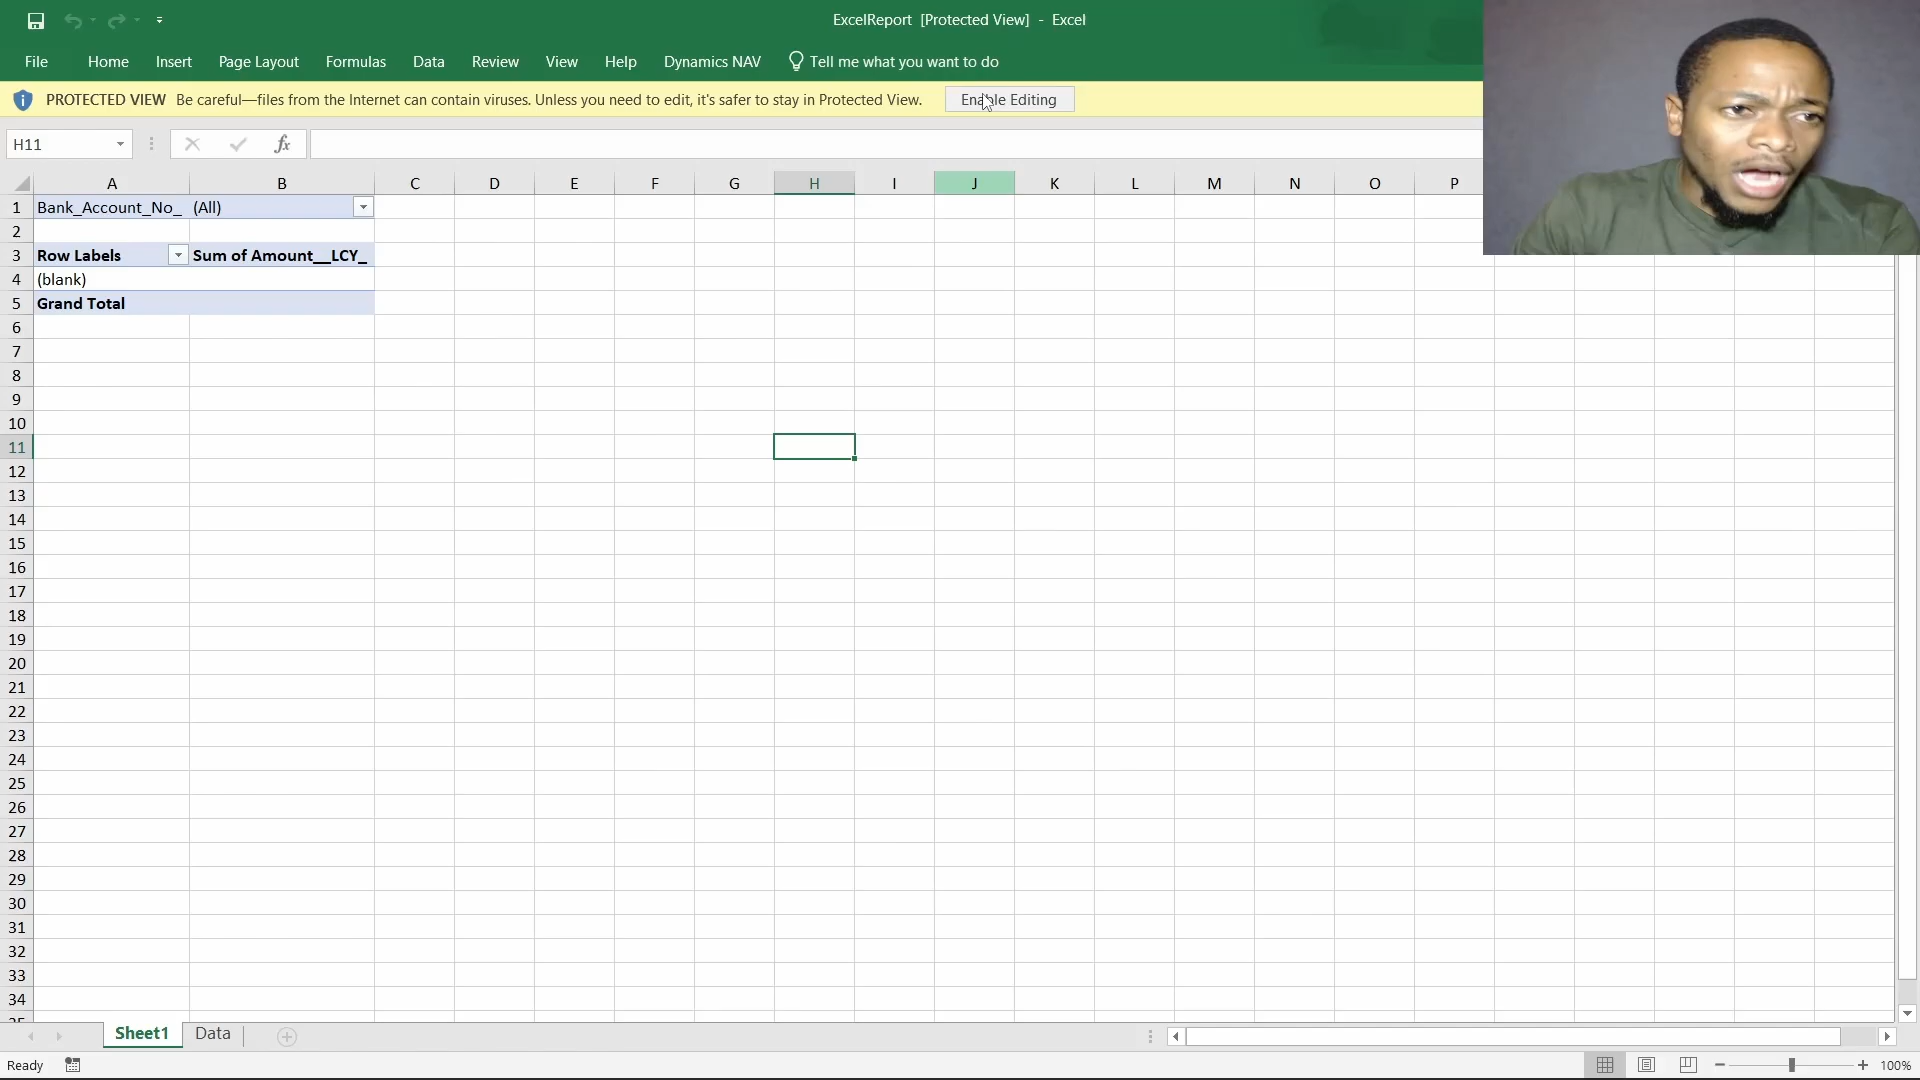 ExcelReport [Protected View] - Excel
File Home Insert Page Layout Formulas Data Review View Help Dynamics NAV Tell me what you want to do
PROTECTED VIEW Be careful—files from the Internet can contain viruses. Unless you need to edit, it's safer to stay in Protected View. Enable Editing
H11 fx
A B C D E F G H I J K L M N O P
1 Bank_Account_No_ (All)
2
3 Row Labels Sum of Amount__LCY_
4 (blank)
5 Grand Total
6
7
8
9
10
11
12
13
14
15
16
17
18
19
20
21
22
23
24
25
26
27
28
29
30
31
32
33
34
35
Sheet1 Data
Ready 100%